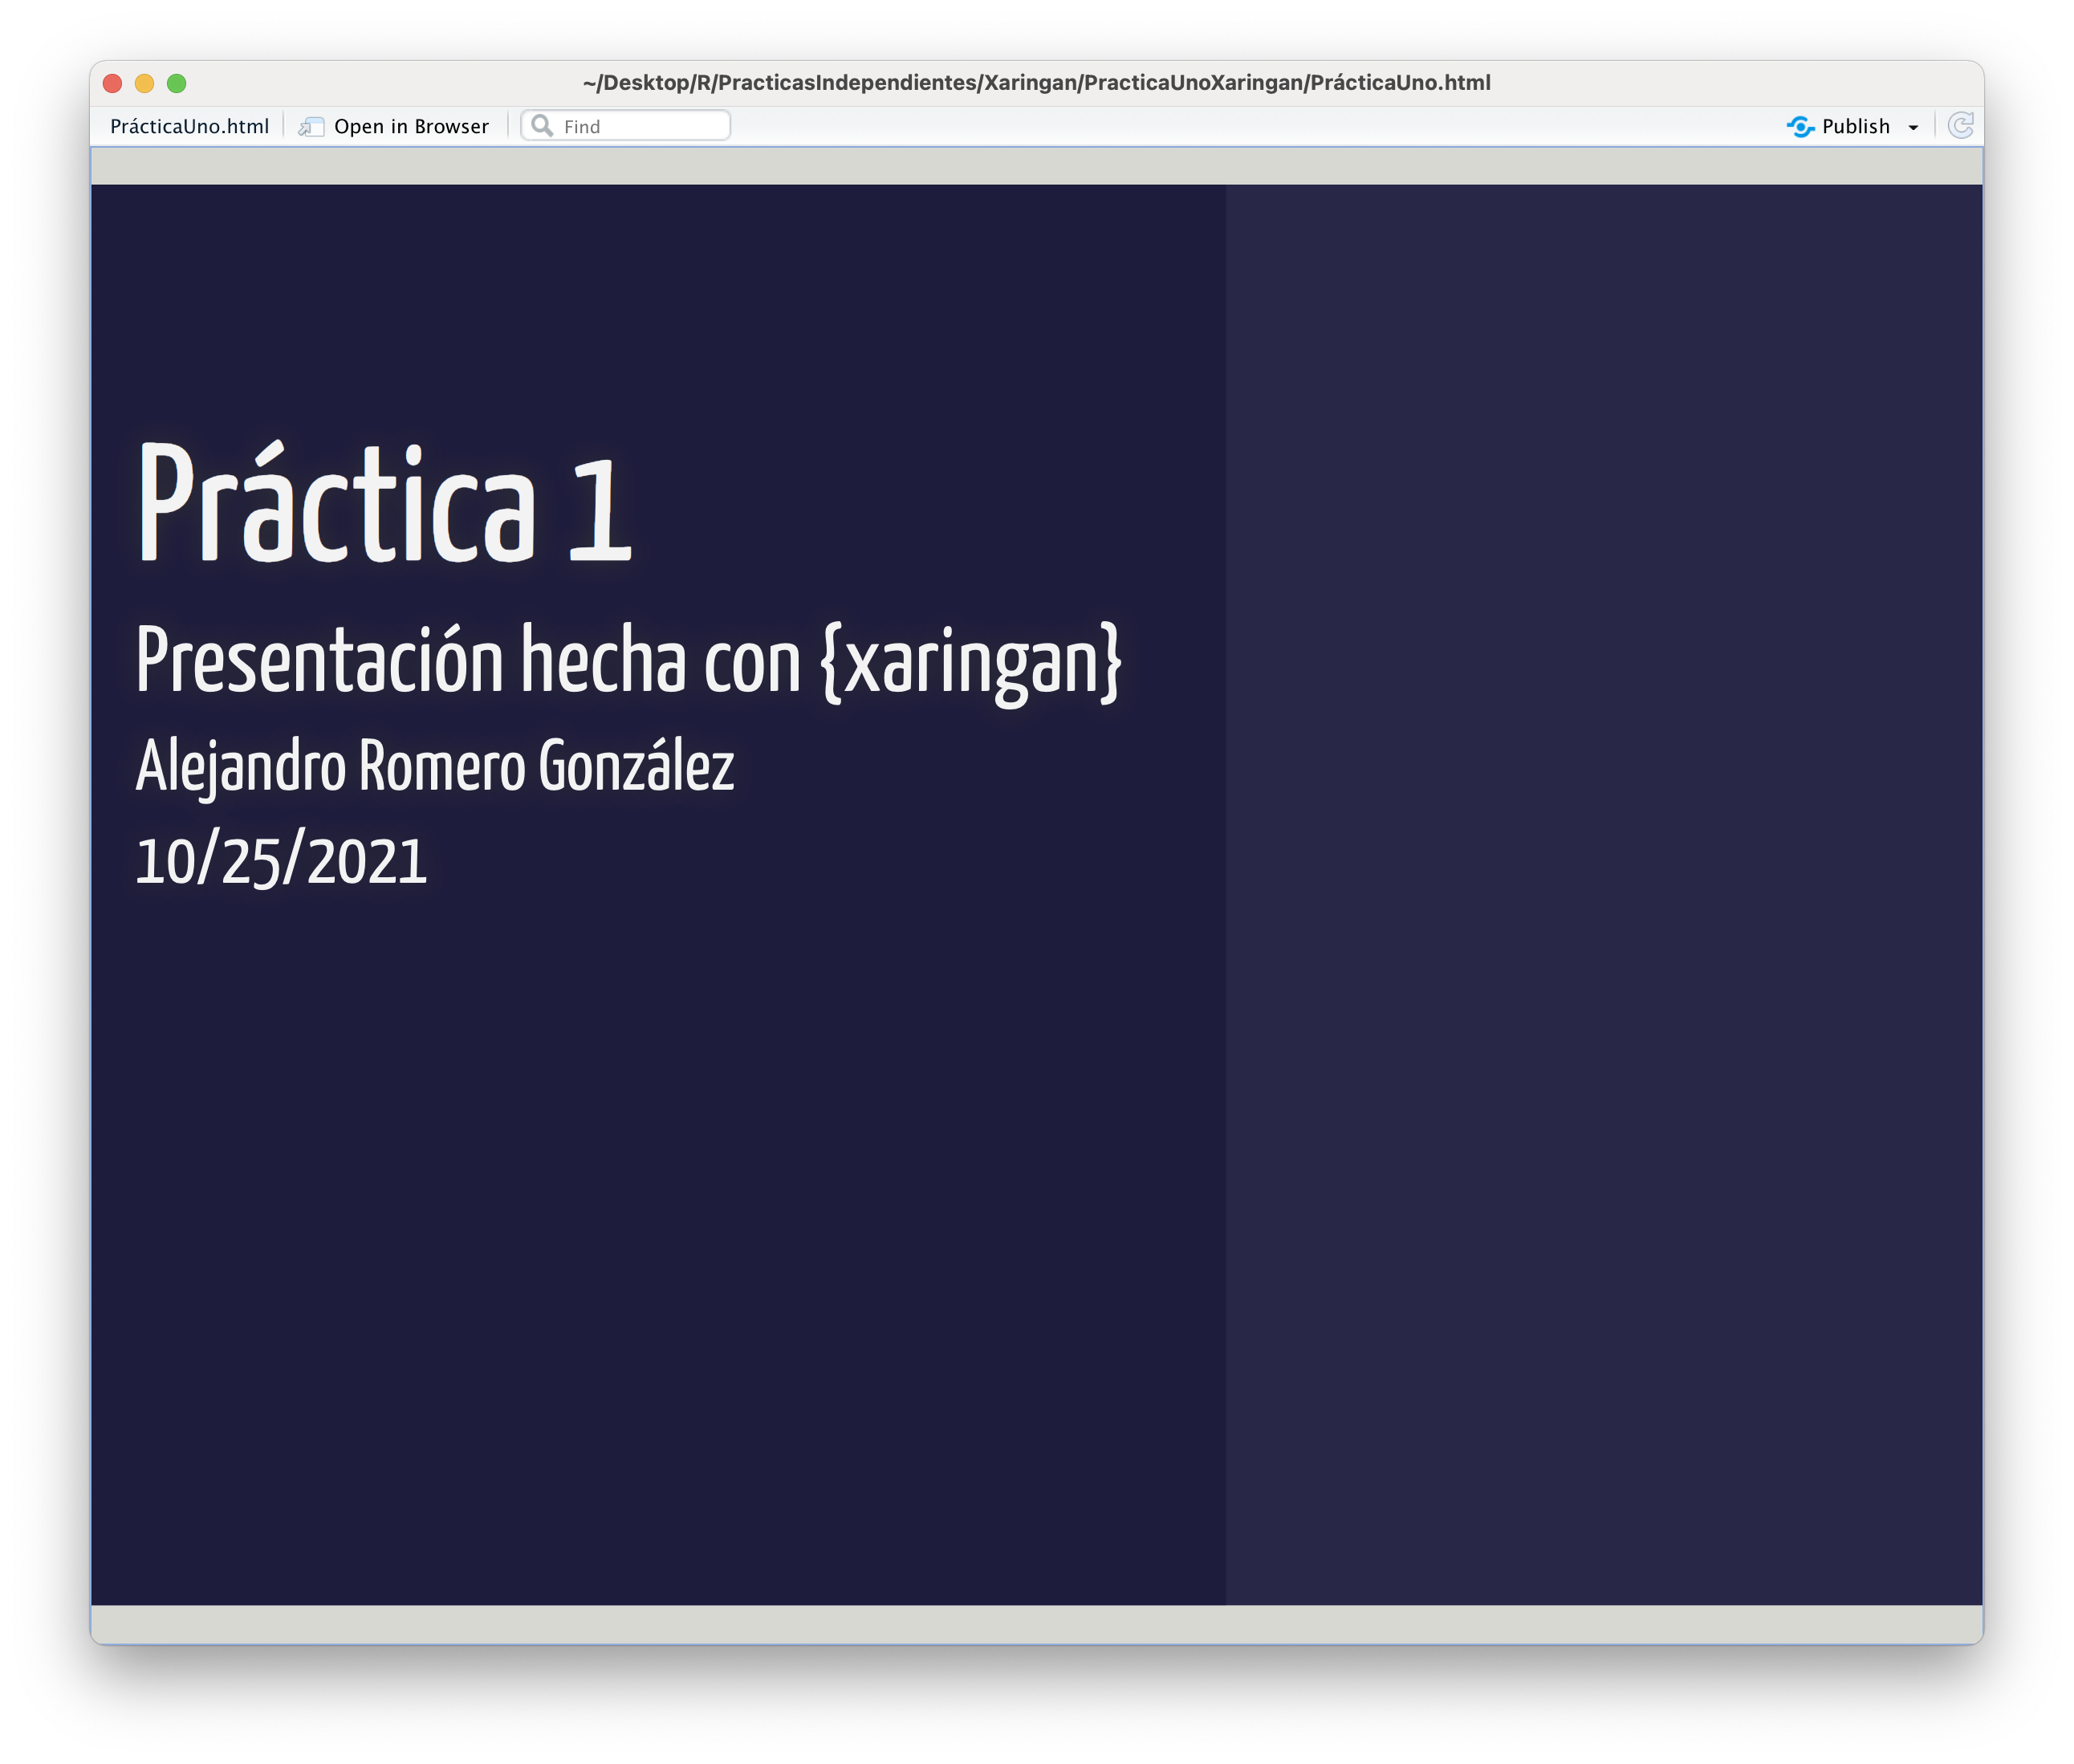 ~/Desktop/R/PracticasIndependientes/Xaringan/PracticaUnoXaringan/PrácticaUno.html
PrácticaUno.html Open in Browser Find Publish
Práctica 1
Presentación hecha con {xaringan}
Alejandro Romero González
10/25/2021